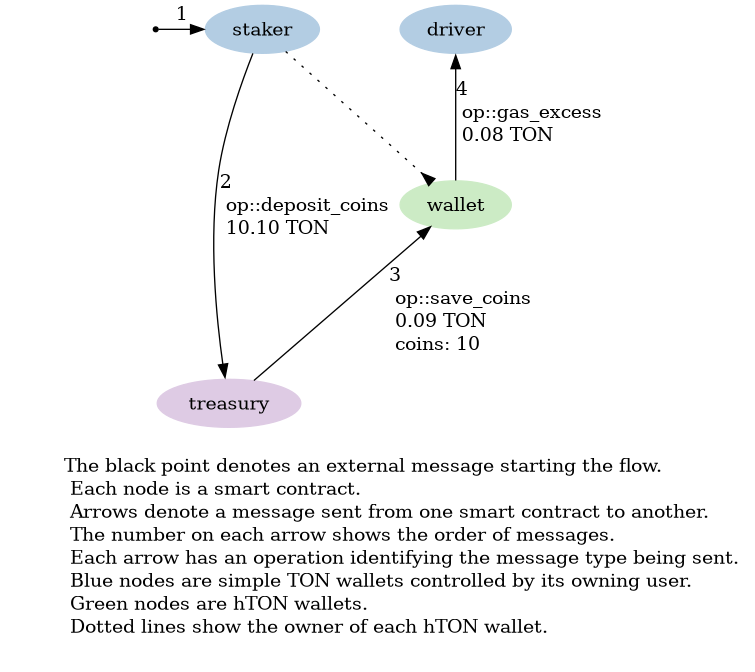 1
staker
driver
4
op::gas_excess
0.08 TON
2
op::deposit_coins
10.10 TON
wallet
3
op::save_coins
0.09 TON
coins: 10
treasury
The black point denotes an external message starting the flow.
Each node is a smart contract.
Arrows denote a message sent from one smart contract to another.
The number on each arrow shows the order of messages.
Each arrow has an operation identifying the message type being sent.
Blue nodes are simple TON wallets controlled by its owning user.
Green nodes are hTON wallets.
Dotted lines show the owner of each hTON wallet.